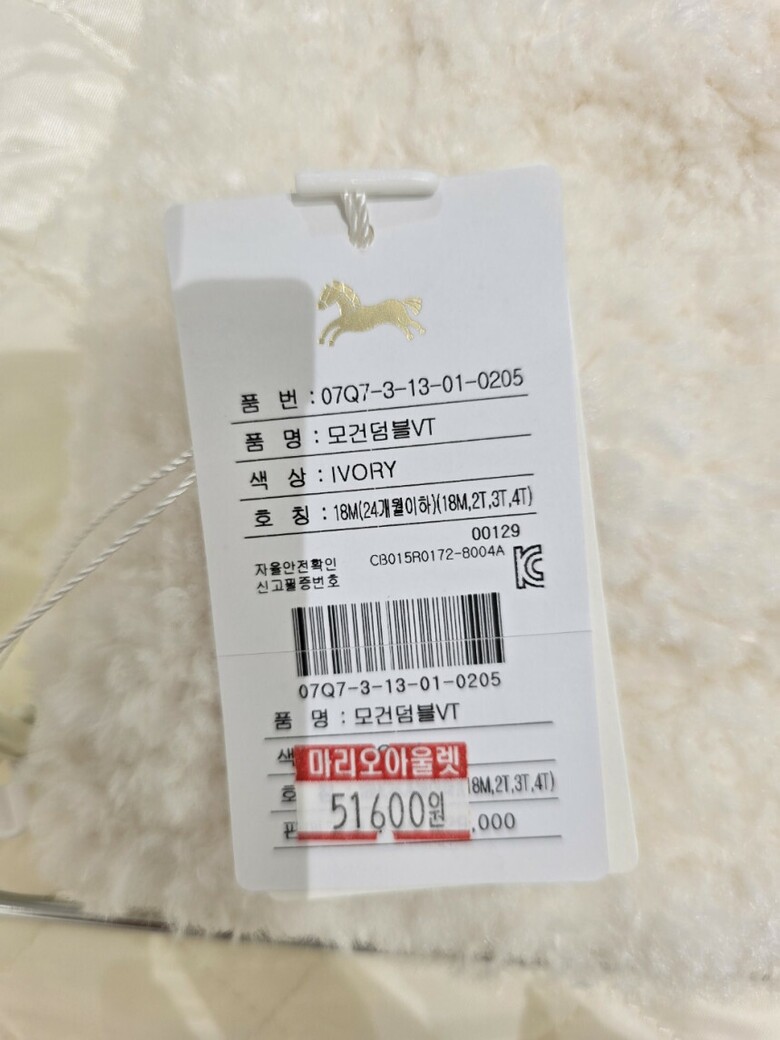 품 번 : 07Q7-3-13-01-0205
품 명 : 모건덤블VT
색 상 : IVORY
호 칭 : 18M(24개월이하)(18M,2T,3T,4T)
00129
자율안전확인
신고필증번호
CB015R0172-8004A
07Q7-3-13-01-0205
품 명 : 모건덤블VT
색
마리오아울렛
호 18M,2T,3T,4T)
51,600원
,000